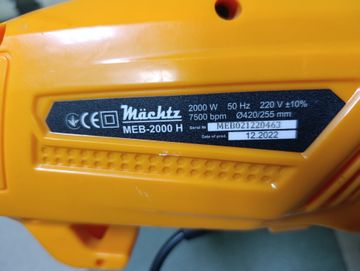 Mächtz
MEB-2000 H
2000 W 50 Hz 220 V ±10%
7500 bpm Ø420/255 mm
Serial № MEB021220463
Date of prod. 12.2022